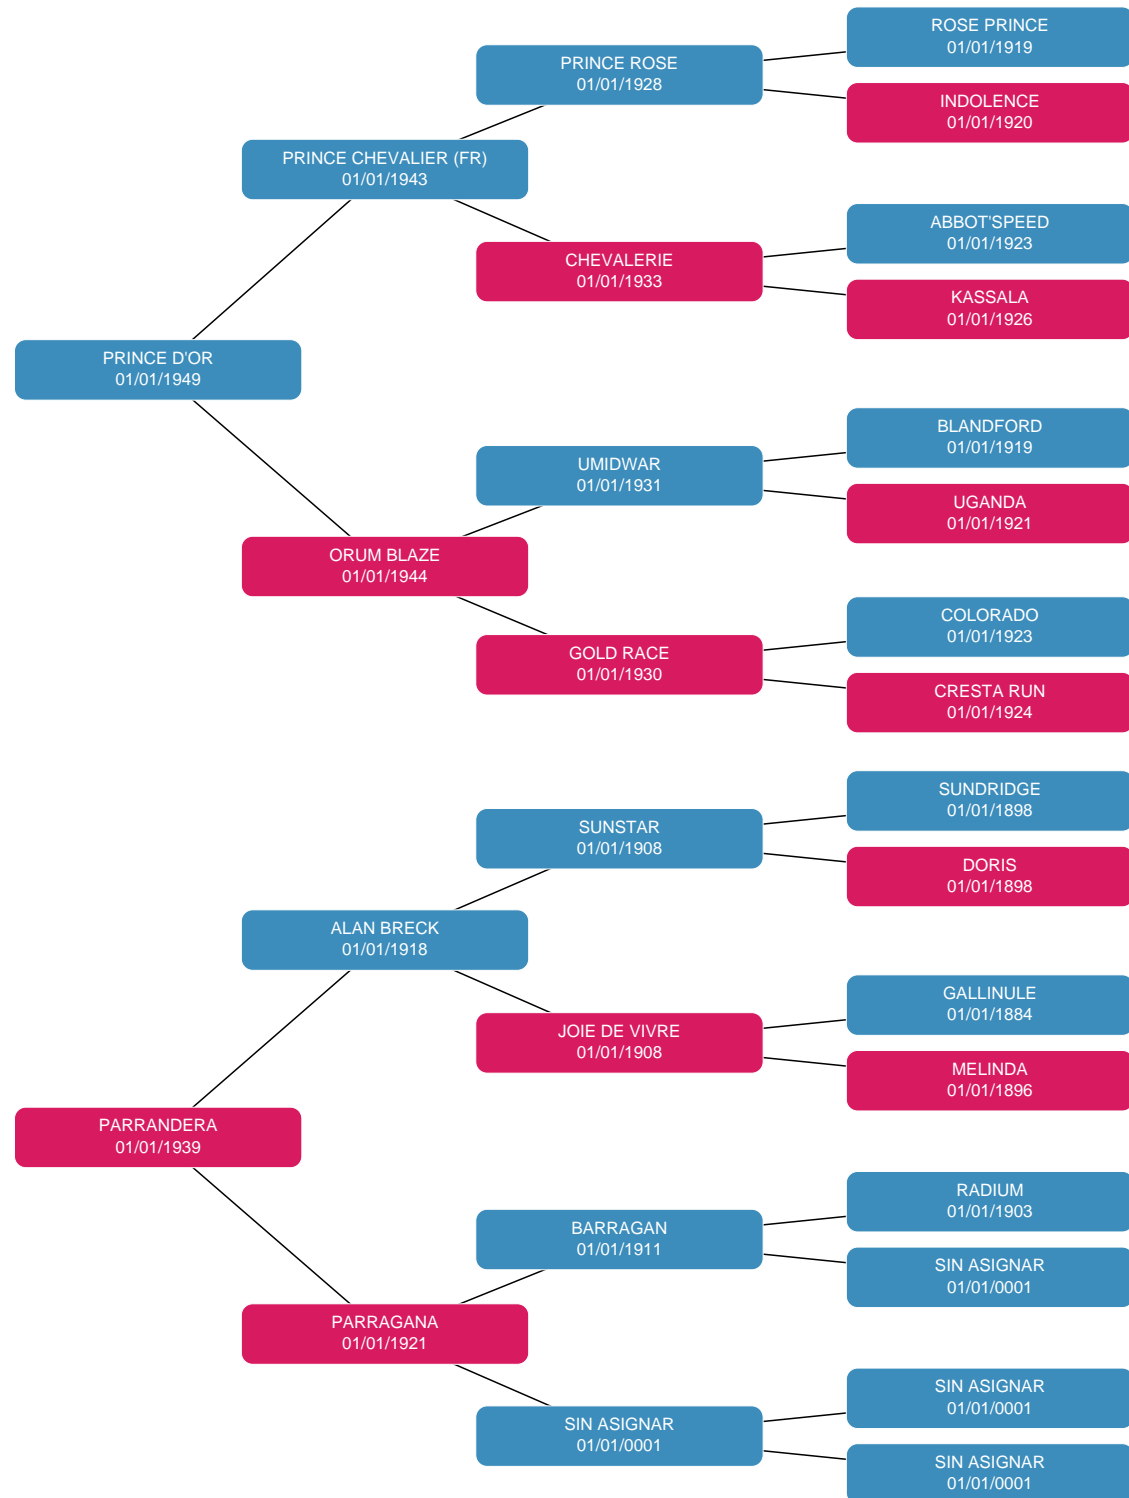 ROSE PRINCE
01/01/1919
PRINCE ROSE
01/01/1928
INDOLENCE
01/01/1920
PRINCE CHEVALIER (FR)
01/01/1943
ABBOT'SPEED
01/01/1923
CHEVALERIE
01/01/1933
KASSALA
01/01/1926
PRINCE D'OR
01/01/1949
BLANDFORD
01/01/1919
UMIDWAR
01/01/1931
UGANDA
01/01/1921
ORUM BLAZE
01/01/1944
COLORADO
01/01/1923
GOLD RACE
01/01/1930
CRESTA RUN
01/01/1924
SUNDRIDGE
01/01/1898
SUNSTAR
01/01/1908
DORIS
01/01/1898
ALAN BRECK
01/01/1918
GALLINULE
01/01/1884
JOIE DE VIVRE
01/01/1908
MELINDA
01/01/1896
PARRANDERA
01/01/1939
RADIUM
01/01/1903
BARRAGAN
01/01/1911
SIN ASIGNAR
01/01/0001
PARRAGANA
01/01/1921
SIN ASIGNAR
01/01/0001
SIN ASIGNAR
01/01/0001
SIN ASIGNAR
01/01/0001